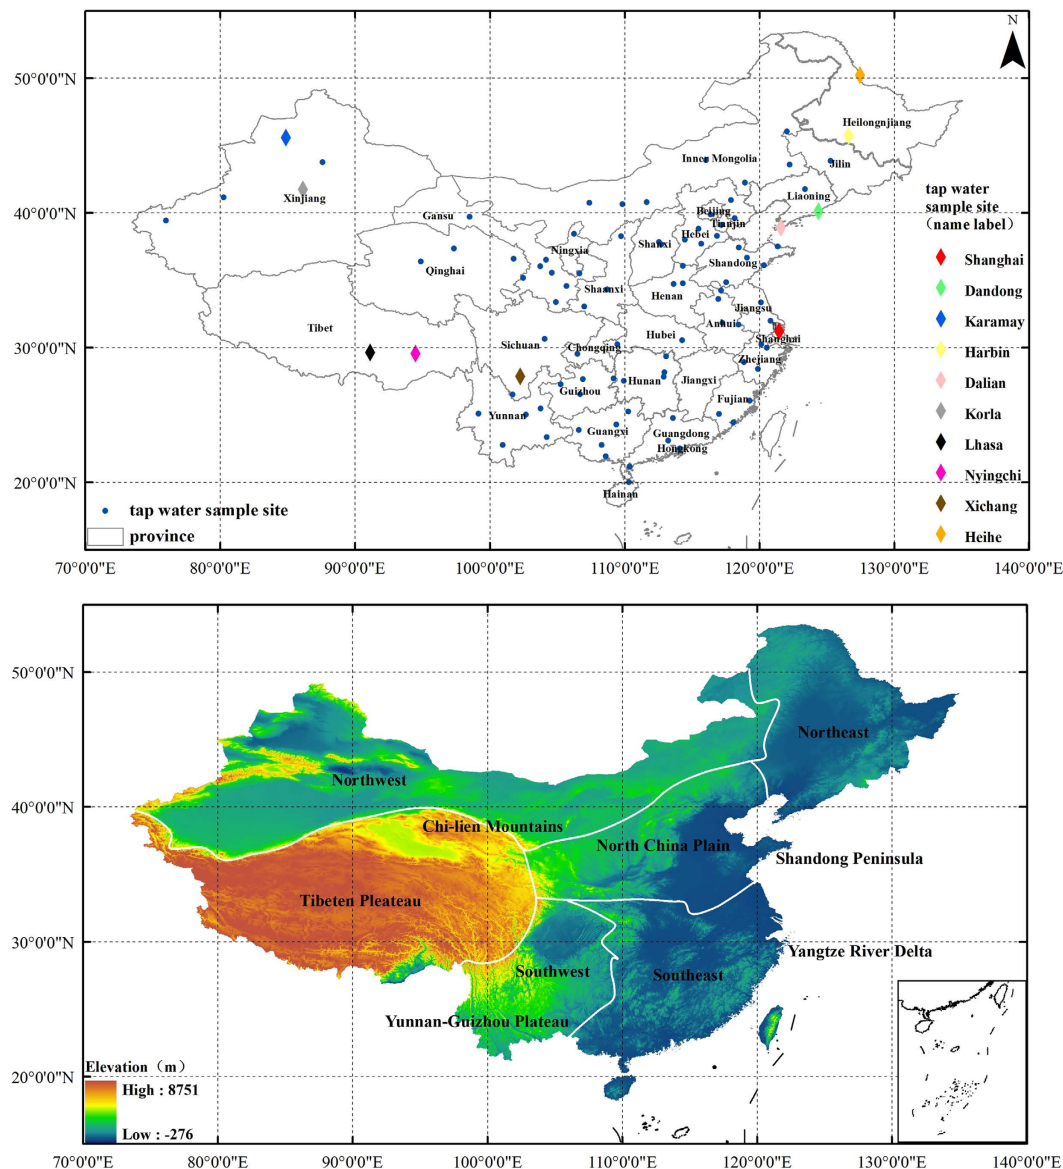 N
50°0'0"N
40°0'0"N
30°0'0"N
20°0'0"N
Heilongnjiang
Inner Mongolia
Jilin
Xinjiang
Liaoning
Beijing
Gansu
Tianjin
Hebei
Shanxi
Ningxia
Shandong
Qinghai
Shaanxi
Henan
Jiangsu
Tibet
Anhui
Hubei
Shanghai
Sichuan
Chongqing
Zhejiang
Hunan
Jiangxi
Guizhou
Fujian
Yunnan
Guangxi
Guangdong
Hongkong
Hainan
tap water
sample site
(name label)
Shanghai
Dandong
Karamay
Harbin
Dalian
Korla
Lhasa
Nyingchi
Xichang
Heihe
tap water sample site
province
70°0'0"E 80°0'0"E 90°0'0"E 100°0'0"E 110°0'0"E 120°0'0"E 130°0'0"E 140°0'0"E
50°0'0"N
40°0'0"N
30°0'0"N
20°0'0"N
Northeast
Northwest
Chi-lien Mountains
North China Plain
Shandong Peninsula
Tibeten Pleateau
Yangtze River Delta
Southwest
Southeast
Yunnan-Guizhou Plateau
Elevation（m）
High : 8751
Low : -276
70°0'0"E 80°0'0"E 90°0'0"E 100°0'0"E 110°0'0"E 120°0'0"E 130°0'0"E 140°0'0"E